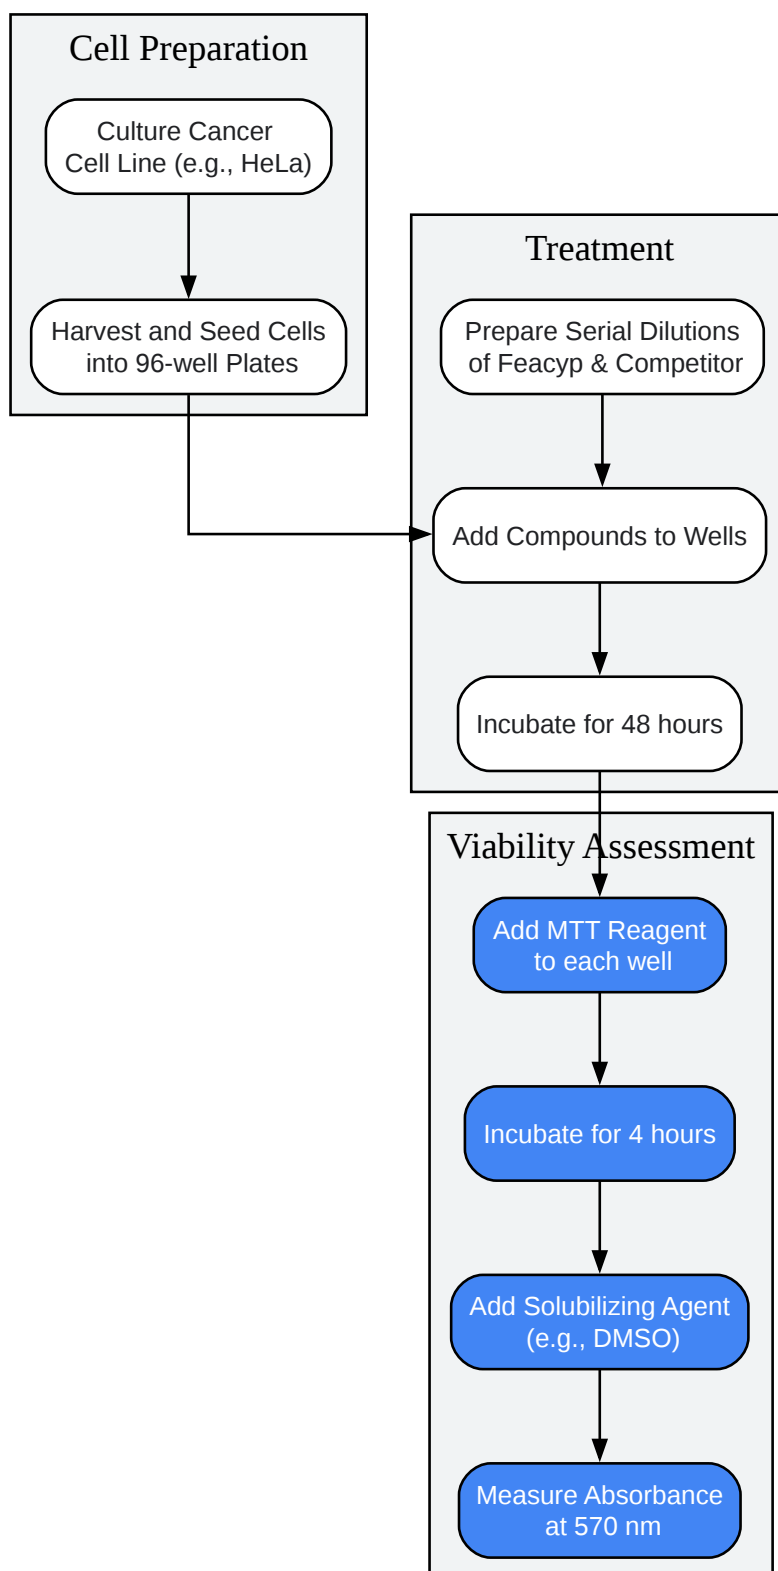 Cell Preparation
Culture Cancer
Cell Line (e.g., HeLa)
Harvest and Seed Cells
into 96-well Plates
Treatment
Prepare Serial Dilutions
of Feacyp & Competitor
Add Compounds to Wells
Incubate for 48 hours
Viability Assessment
Add MTT Reagent
to each well
Incubate for 4 hours
Add Solubilizing Agent
(e.g., DMSO)
Measure Absorbance
at 570 nm